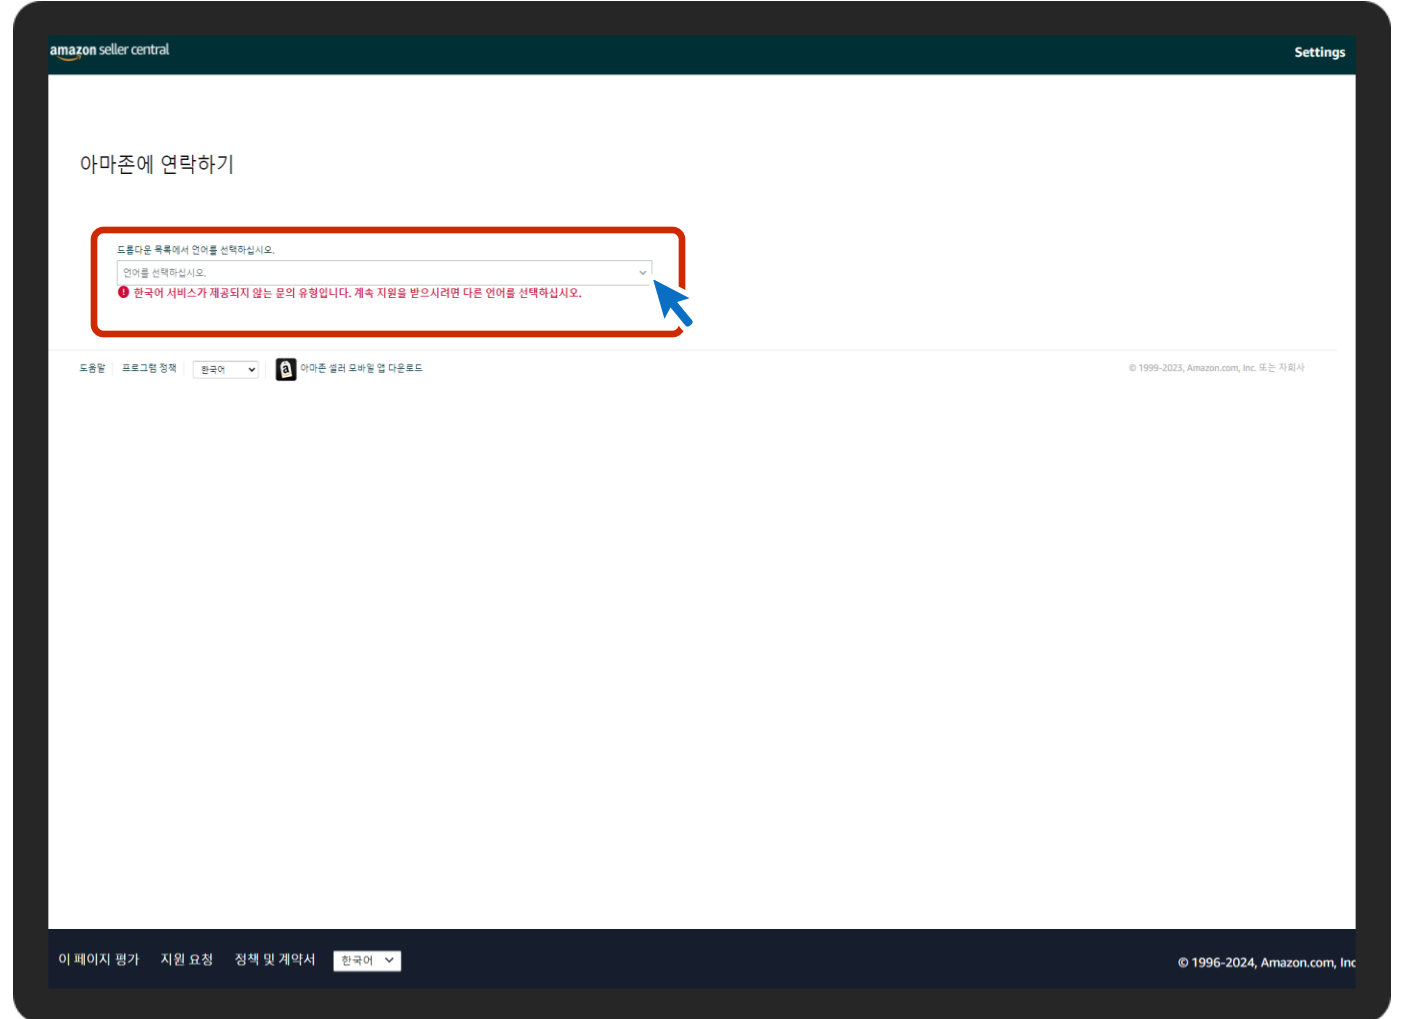 amazon seller central
Settings
아마존에 연락하기
드롭다운 목록에서 언어를 선택하십시오.
언어를 선택하십시오.
한국어 서비스가 제공되지 않는 문의 유형입니다. 계속 지원을 받으시려면 다른 언어를 선택하십시오.
도움말 프로그램 정책 한국어 아마존 셀러 모바일 앱 다운로드 © 1999-2023, Amazon.com, Inc. 또는 자회사
이 페이지 평가 지원 요청 정책 및 계약서 한국어 © 1996-2024, Amazon.com, Inc